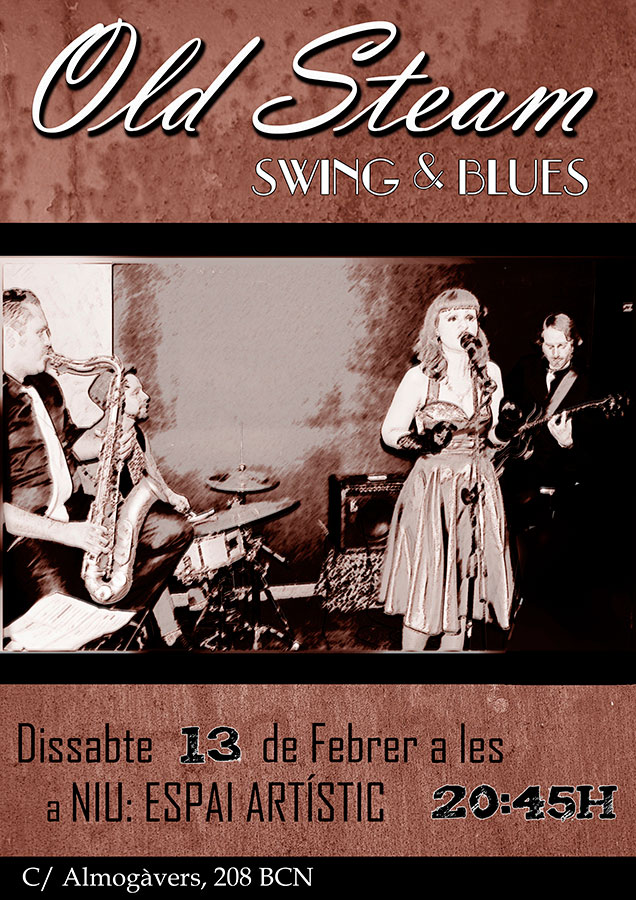 Old Steam
SWING & BLUES
Dissabte 13 de Febrer a les
a NIU: ESPAI ARTÍSTIC 20:45H
C/ Almogàvers, 208 BCN